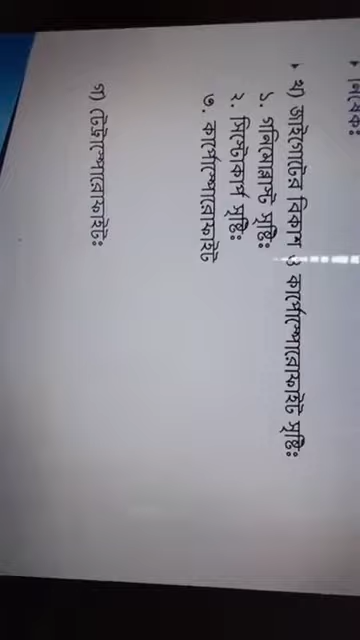 নিষেক:
খ) জাইগোটের বিকাশ ও কার্পোস্পোরোফাইট সৃষ্টিঃ
১. গনিমোব্লাস্ট সৃষ্টিঃ
২. সিস্টোকার্প সৃষ্টিঃ
৩. কার্পোস্পোরোফাইট
গ) টেট্রাস্পোরোফাইটঃ